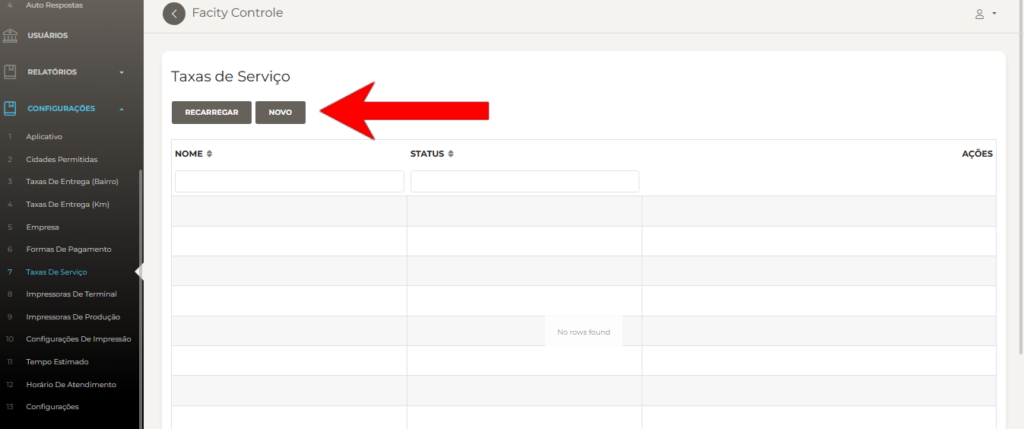 4 Auto Respostas
USUÁRIOS
RELATÓRIOS
CONFIGURAÇÕES
1 Aplicativo
2 Cidades Permitidas
3 Taxas De Entrega (Bairro)
4 Taxas De Entrega (Km)
5 Empresa
6 Formas De Pagamento
7 Taxas De Serviço
8 Impressoras De Terminal
9 Impressoras De Produção
10 Configurações De Impressão
11 Tempo Estimado
12 Horário De Atendimento
13 Configurações
Facity Controle
Taxas de Serviço
RECARREGAR NOVO
NOME STATUS AÇÕES
No rows found